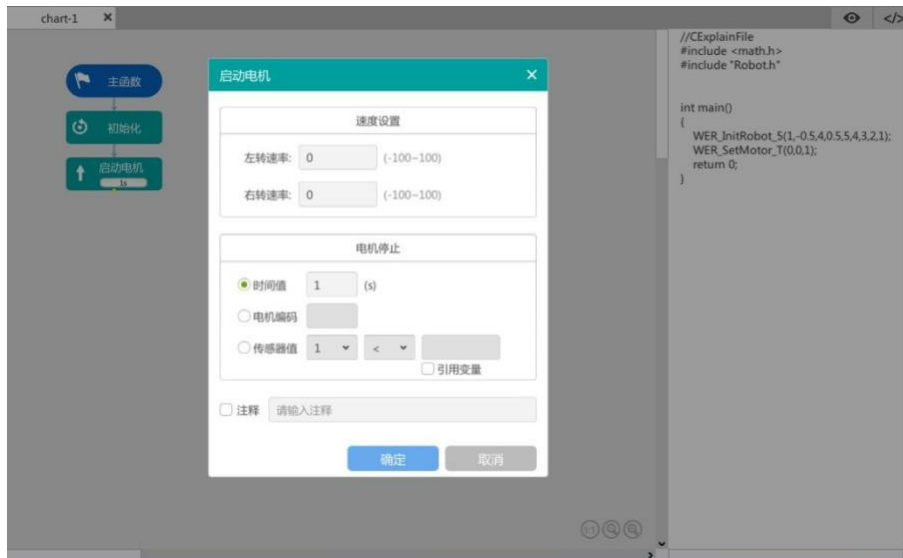 chart-1
主函数
初始化
启动电机
1s
启动电机
速度设置
左转速率: 0 (-100~100)
右转速率: 0 (-100~100)
电机停止
时间值 1 (s)
电机编码
传感器值 1 <
引用变量
注释 请输入注释
确定 取消
1:1
</>
//CExplainFile
#include <math.h>
#include "Robot.h"
int main()
{
WER_InitRobot_S(1,-0.5,4,0.5,5,4,3,2,1);
WER_SetMotor_T(0,0,1);
return 0;
}